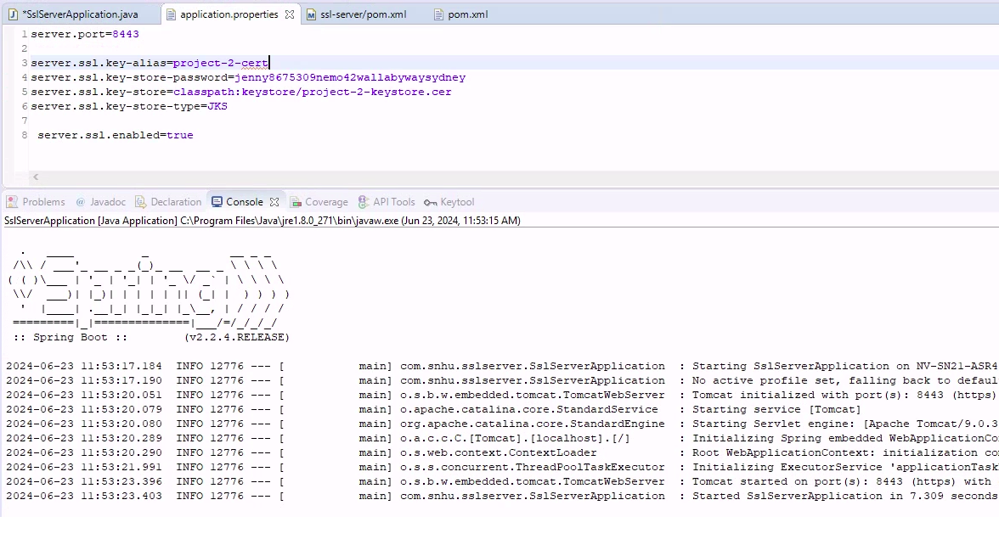 *SslServerApplication.java application.properties ssl-server/pom.xml pom.xml
1 server.port=8443
2
3 server.ssl.key-alias=project-2-cert
4 server.ssl.key-store-password=jenny8675309nemo42wallabywaysydney
5 server.ssl.key-store=classpath:keystore/project-2-keystore.cer
6 server.ssl.key-store-type=JKS
7
8 server.ssl.enabled=true
Problems @ Javadoc Declaration Console Coverage API Tools Keytool
SslServerApplication [Java Application] C:\Program Files\Java\jre1.8.0_271\bin\javaw.exe (Jun 23, 2024, 11:53:15 AM)
  .   ____          _            __ _ _
 /\\ / ___'_ __ _ _(_)_ __  __ _ \ \ \ \
( ( )\___ | '_ | '_| | '_ \/ _` | \ \ \ \
 \\/  ___)| |_)| | | | | || (_| |  ) ) ) )
  '  |____| .__|_| |_|_| |_\__, | / / / /
 =========|_|==============|___/=/_/_/_/
 :: Spring Boot ::        (v2.2.4.RELEASE)
2024-06-23 11:53:17.184  INFO 12776 --- [           main] com.snhu.sslserver.SslServerApplication  : Starting SslServerApplication on NV-SN21-ASR4
2024-06-23 11:53:17.190  INFO 12776 --- [           main] com.snhu.sslserver.SslServerApplication  : No active profile set, falling back to defaul
2024-06-23 11:53:20.051  INFO 12776 --- [           main] o.s.b.w.embedded.tomcat.TomcatWebServer  : Tomcat initialized with port(s): 8443 (https)
2024-06-23 11:53:20.079  INFO 12776 --- [           main] o.apache.catalina.core.StandardService   : Starting service [Tomcat]
2024-06-23 11:53:20.080  INFO 12776 --- [           main] org.apache.catalina.core.StandardEngine  : Starting Servlet engine: [Apache Tomcat/9.0.3
2024-06-23 11:53:20.289  INFO 12776 --- [           main] o.a.c.c.C.[Tomcat].[localhost].[/]       : Initializing Spring embedded WebApplicationCo
2024-06-23 11:53:20.290  INFO 12776 --- [           main] o.s.web.context.ContextLoader            : Root WebApplicationContext: initialization co
2024-06-23 11:53:21.991  INFO 12776 --- [           main] o.s.s.concurrent.ThreadPoolTaskExecutor  : Initializing ExecutorService 'applicationTask
2024-06-23 11:53:23.396  INFO 12776 --- [           main] o.s.b.w.embedded.tomcat.TomcatWebServer  : Tomcat started on port(s): 8443 (https) with
2024-06-23 11:53:23.403  INFO 12776 --- [           main] com.snhu.sslserver.SslServerApplication  : Started SslServerApplication in 7.309 seconds